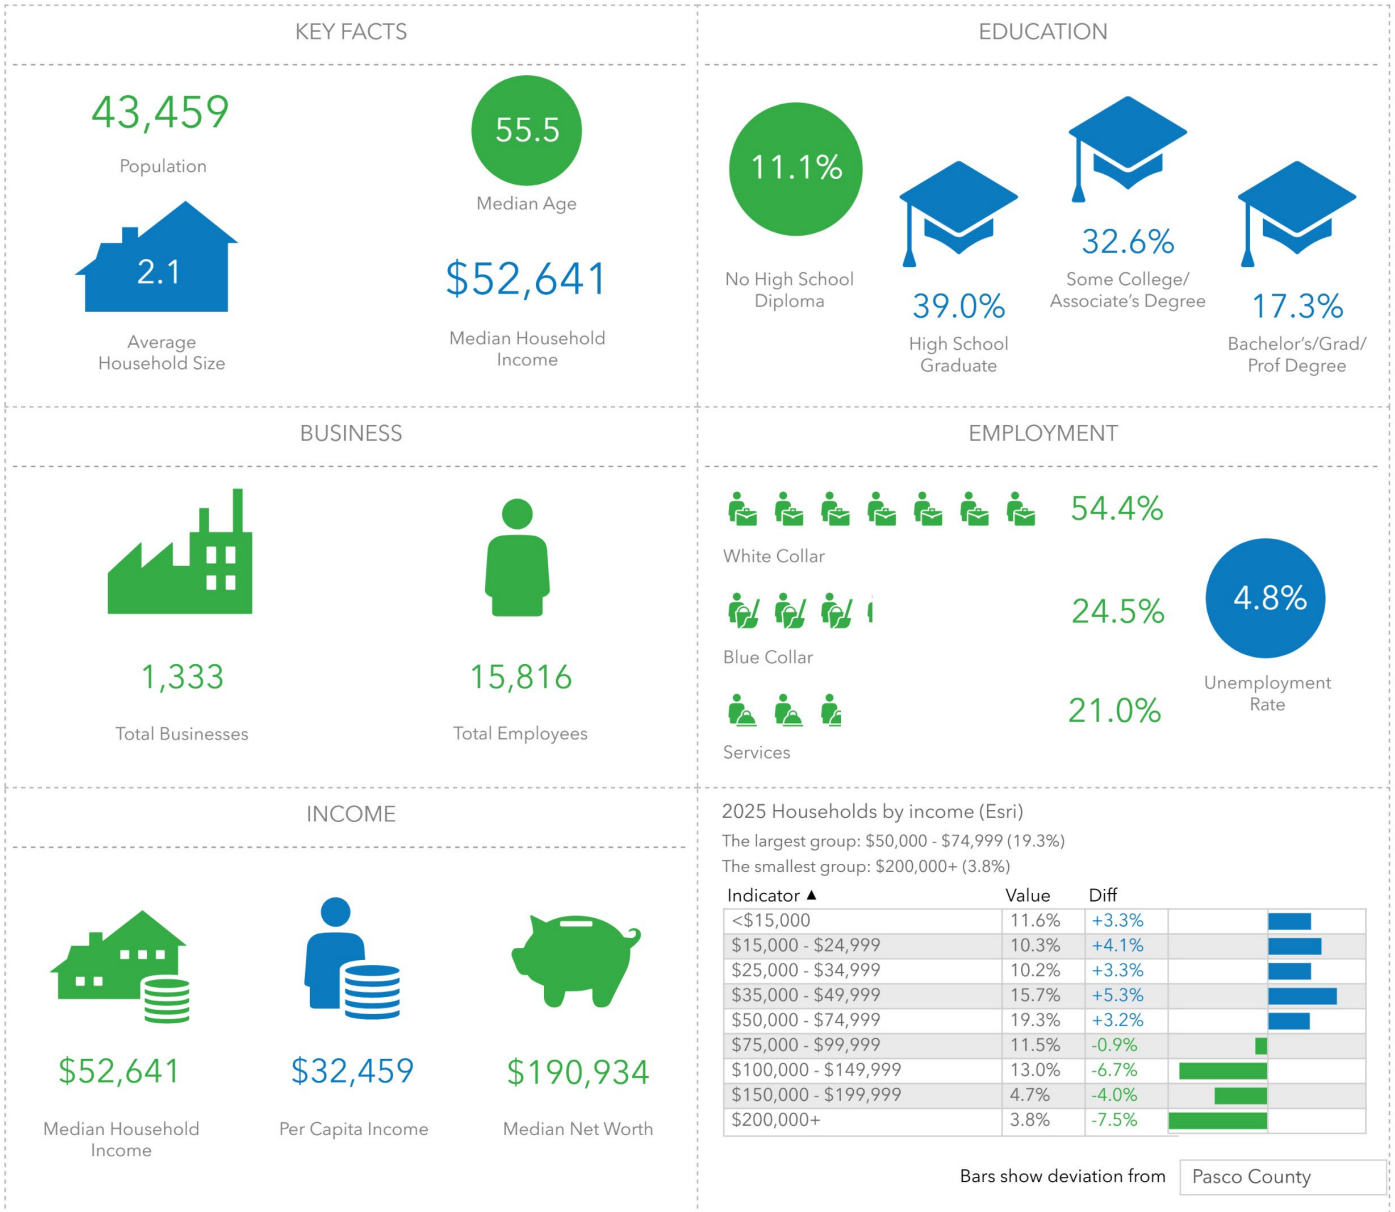 KEY FACTS
43,459
Population
55.5
Median Age
2.1
Average
Household Size
$52,641
Median Household
Income
EDUCATION
11.1%
No High School
Diploma
39.0%
High School
Graduate
32.6%
Some College/
Associate's Degree
17.3%
Bachelor's/Grad/
Prof Degree
BUSINESS
1,333
Total Businesses
15,816
Total Employees
EMPLOYMENT
54.4%
White Collar
24.5%
Blue Collar
21.0%
Services
4.8%
Unemployment
Rate
INCOME
$52,641
Median Household
Income
$32,459
Per Capita Income
$190,934
Median Net Worth
2025 Households by income (Esri)
The largest group: $50,000 - $74,999 (19.3%)
The smallest group: $200,000+ (3.8%)
Indicator ▲ Value Diff
<$15,000 11.6% +3.3%
$15,000 - $24,999 10.3% +4.1%
$25,000 - $34,999 10.2% +3.3%
$35,000 - $49,999 15.7% +5.3%
$50,000 - $74,999 19.3% +3.2%
$75,000 - $99,999 11.5% -0.9%
$100,000 - $149,999 13.0% -6.7%
$150,000 - $199,999 4.7% -4.0%
$200,000+ 3.8% -7.5%
Bars show deviation from Pasco County